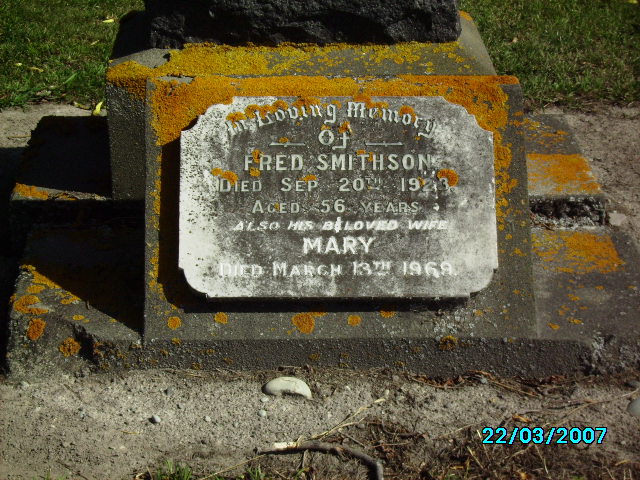 In Loving Memory
Of
FRED SMITHSON
DIED SEP. 20TH
AGED 56 YEARS
ALSO HIS BELOVED WIFE
MARY
DIED MARCH 13TH 1969.
22/03/2007